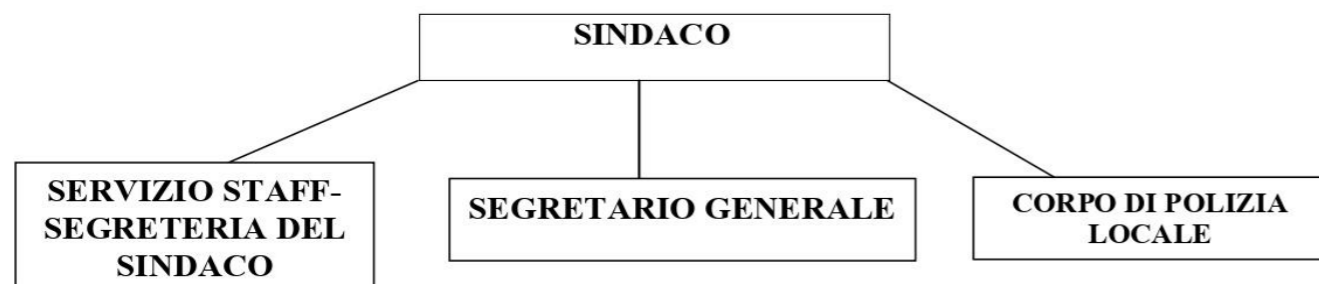 SINDACO
SERVIZIO STAFF-
SEGRETERIA DEL
SINDACO
SEGRETARIO GENERALE
CORPO DI POLIZIA
LOCALE